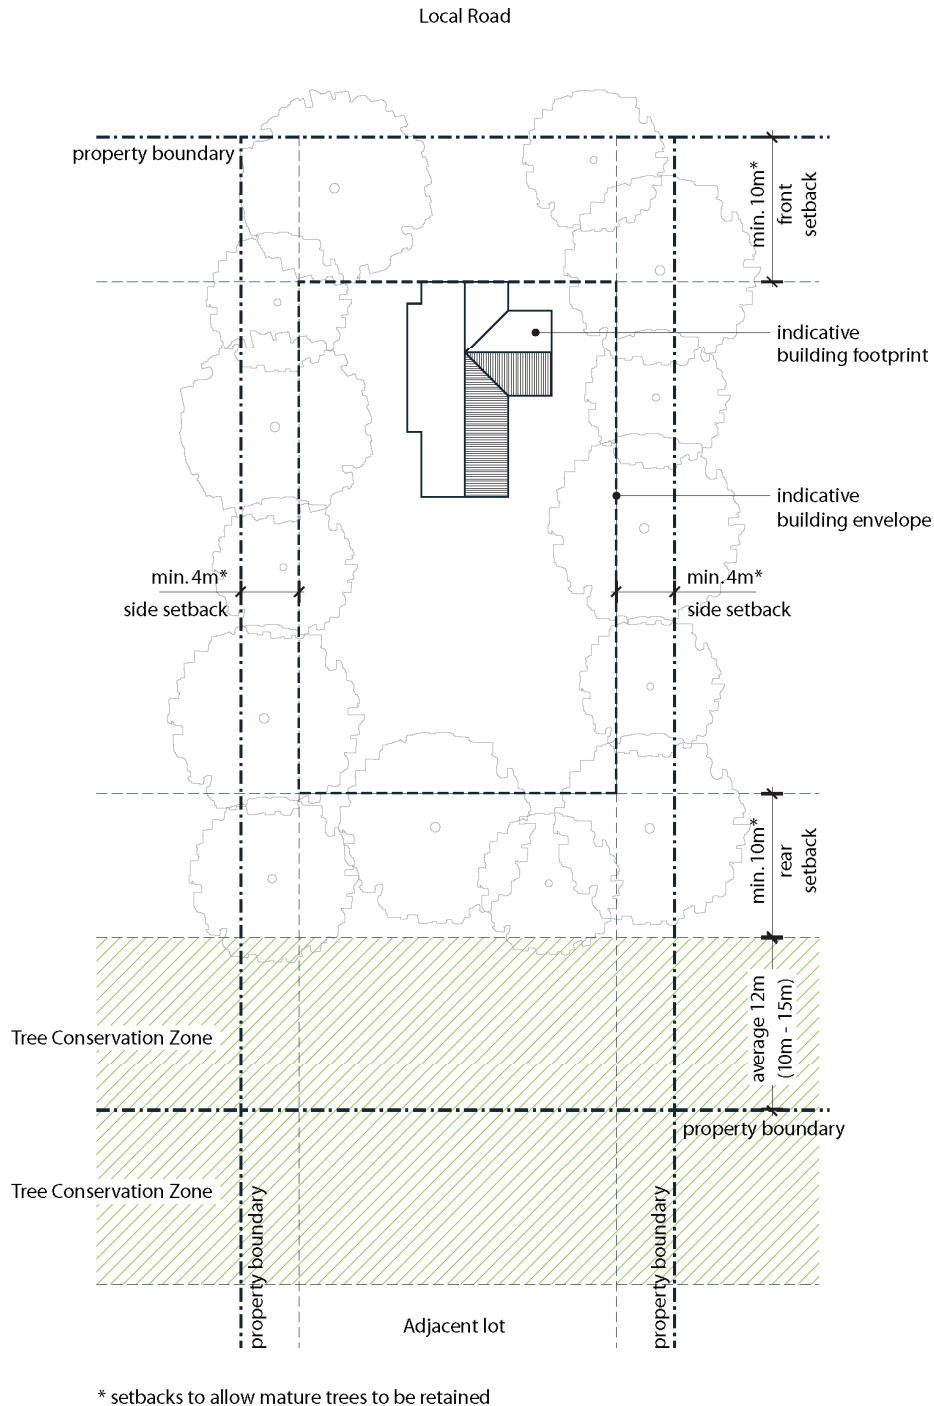 Local Road
property boundary
min. 10m*
front
setback
indicative
building footprint
indicative
building envelope
min. 4m*
side setback
min. 4m*
side setback
min. 10m*
rear
setback
average 12m
(10m - 15m)
Tree Conservation Zone
property boundary
Tree Conservation Zone
property boundary
property boundary
Adjacent lot
* setbacks to allow mature trees to be retained